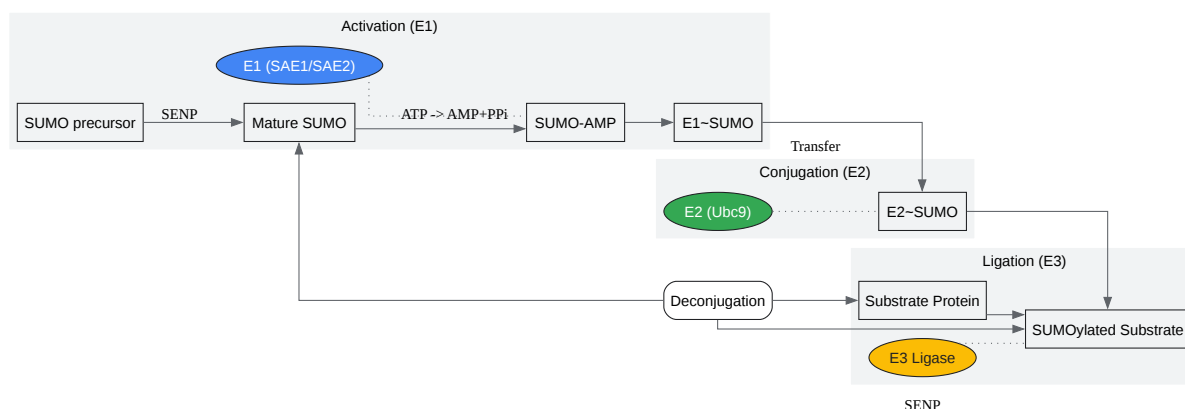 Activation (E1)
E1 (SAE1/SAE2)
SUMO precursor
SENP
Mature SUMO
ATP -> AMP+PPi
SUMO-AMP
E1~SUMO
Transfer
Conjugation (E2)
E2 (Ubc9)
E2~SUMO
Ligation (E3)
Deconjugation
Substrate Protein
SUMOylated Substrate
E3 Ligase
SENP